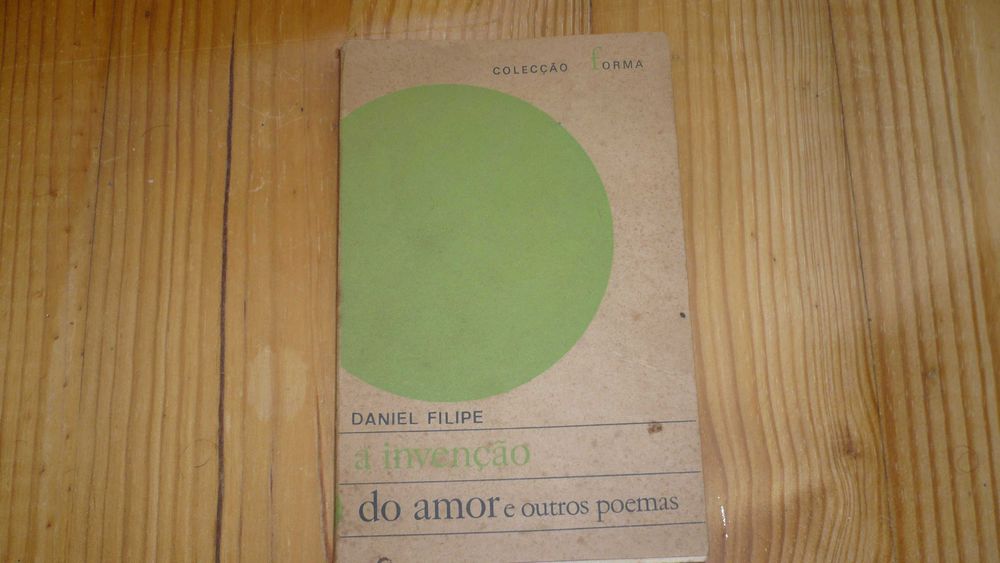 COLECÇÃO fORMA
DANIEL FILIPE
a invenção
do amor e outros poemas